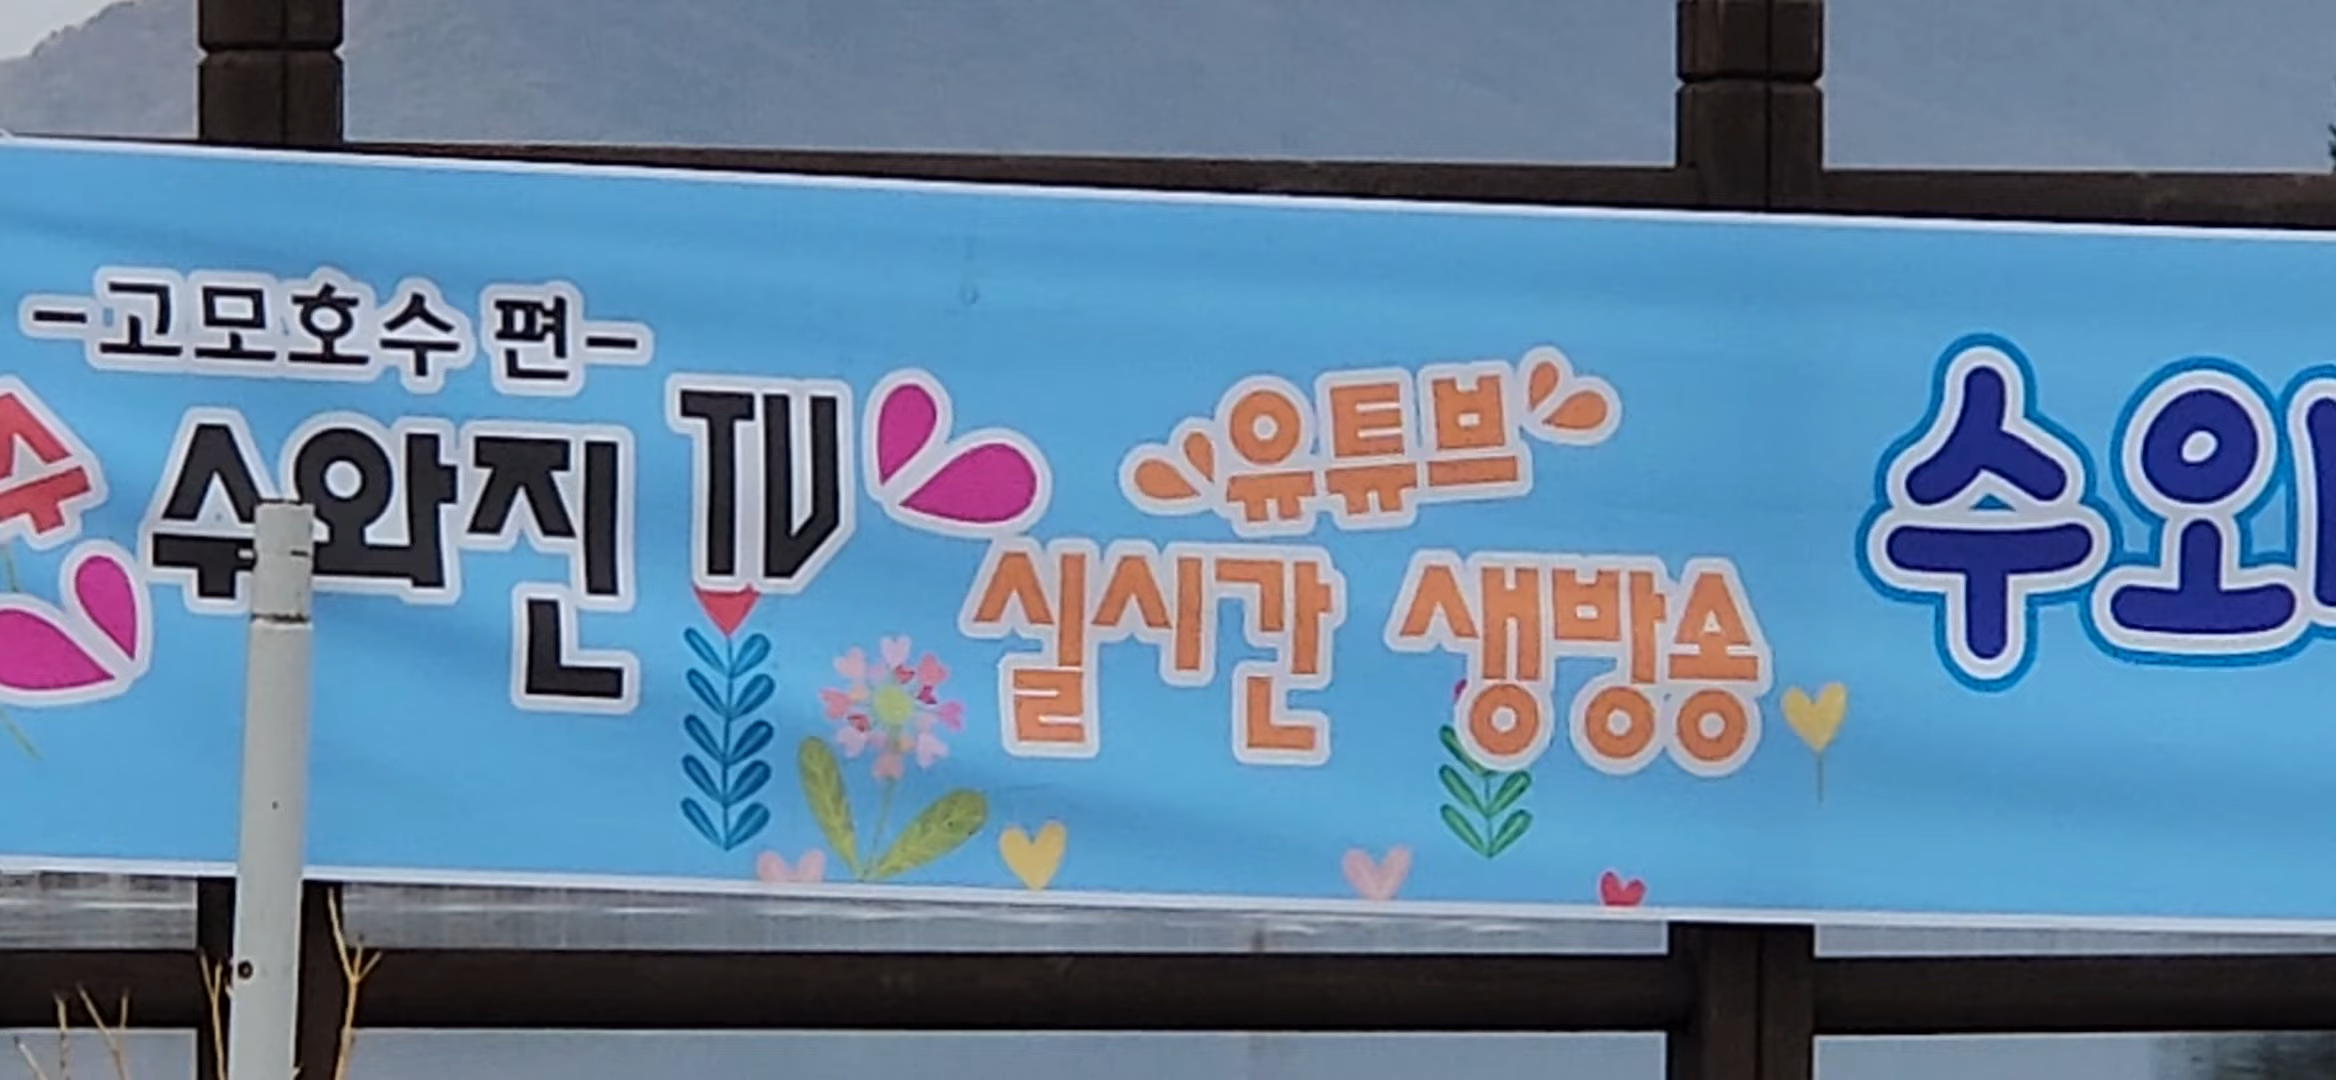 -고모호수 편-
수와진 TV
유튜브
실시간 생방송
수오